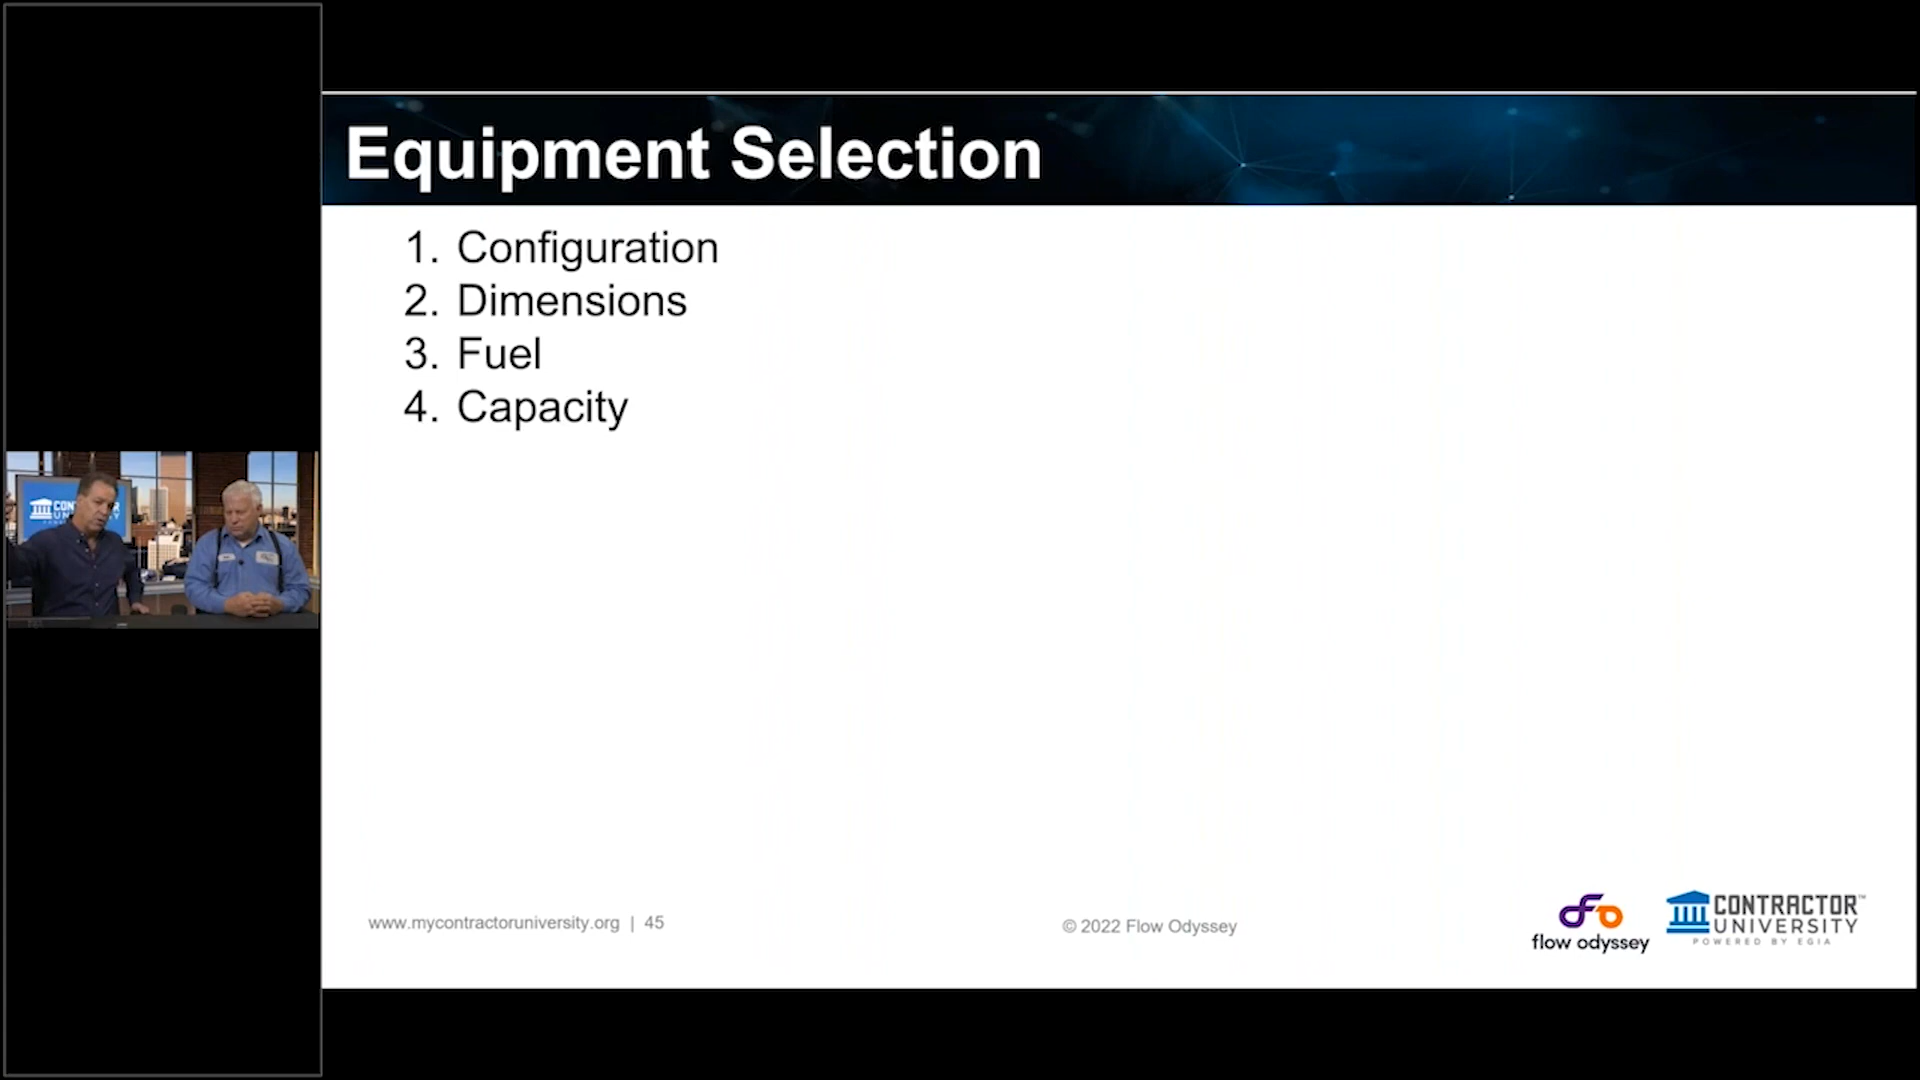 Equipment Selection
1. Configuration
2. Dimensions
3. Fuel
4. Capacity
www.mycontractoruniversity.org | 45
© 2022 Flow Odyssey
flow odyssey
CONTRACTOR™
UNIVERSITY
POWERED BY EGIA